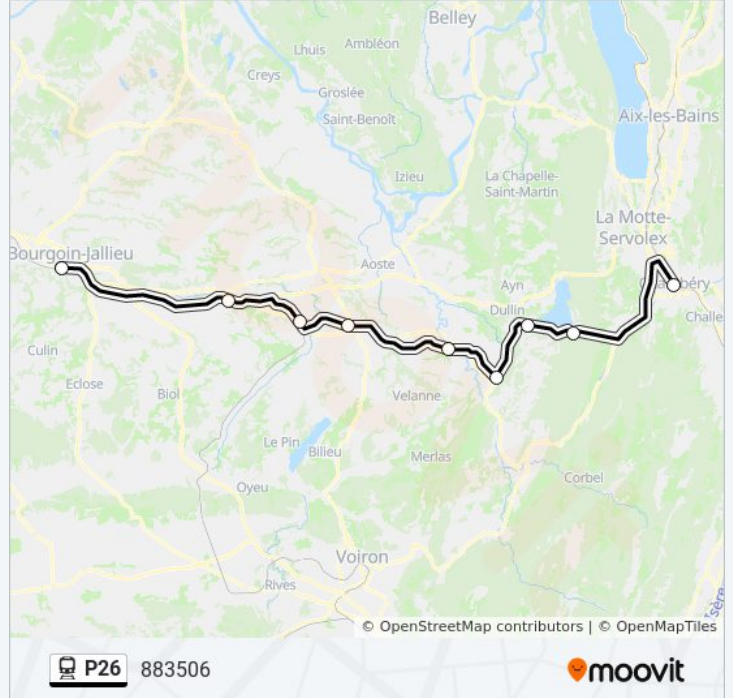 Belley
Lhuis
Ambléon
Creys
Groslée
Saint-Benoît
Aix-les-Bains
Izieu
La Chapelle-
Saint-Martin
La Motte-
Servolex
Bourgoin-Jallieu
Aoste
Ayn
Dullin
Challe
Culin
Eclose
Biol
Velanne
Le Pin
Bilieu
Merlas
Corbel
Oyeu
Voiron
Rives
Isère
© OpenStreetMap contributors | © OpenMapTiles
P26 883506 moovit